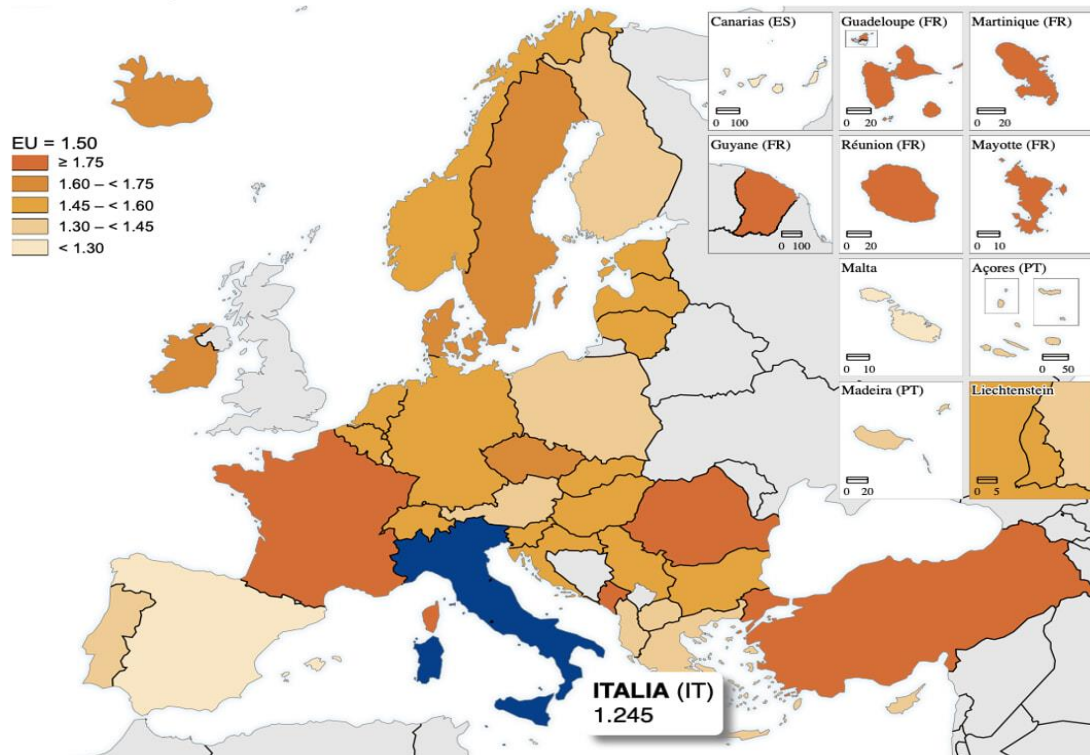 EU = 1.50
≥ 1.75
1.60 – < 1.75
1.45 – < 1.60
1.30 – < 1.45
< 1.30
Canarias (ES)
0 100
Guadeloupe (FR)
0 20
Martinique (FR)
0 20
Guyane (FR)
0 100
Réunion (FR)
0 20
Mayotte (FR)
0 10
Malta
0 10
Açores (PT)
0 50
Madeira (PT)
0 20
Liechtenstein
0 5
ITALIA (IT)
1.245